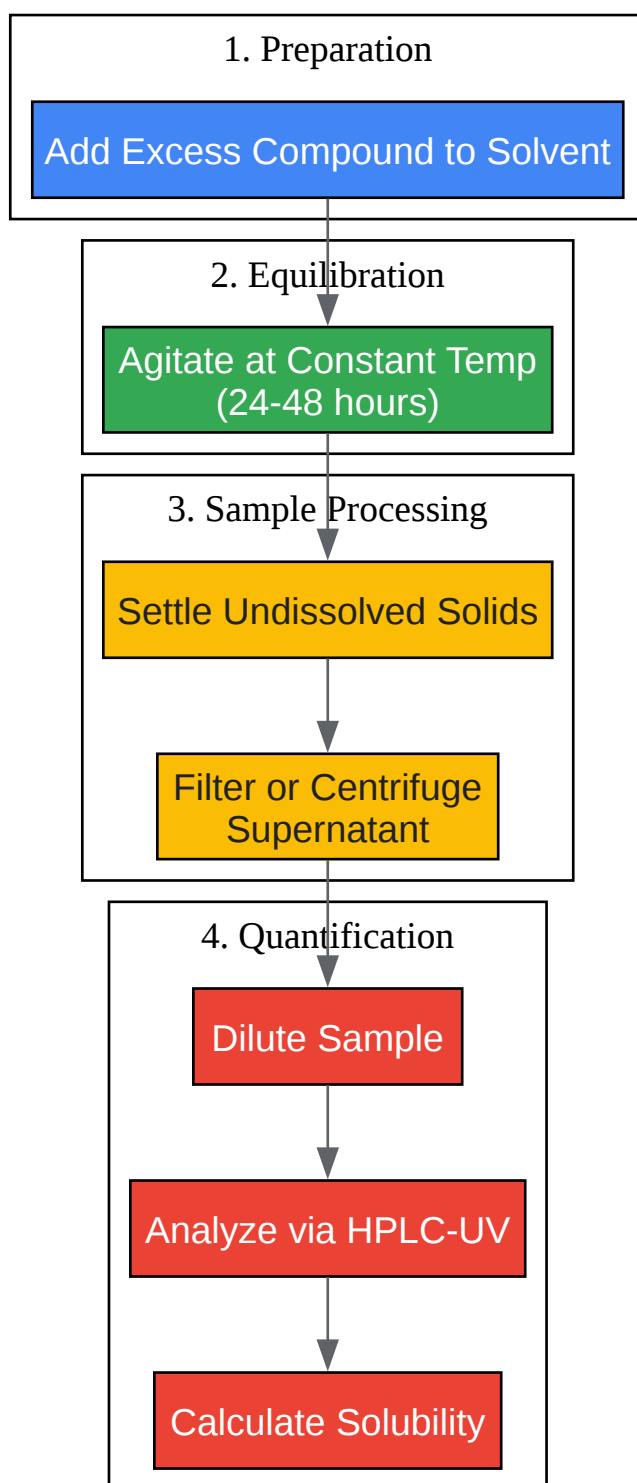 1. Preparation
Add Excess Compound to Solvent
2. Equilibration
Agitate at Constant Temp
(24-48 hours)
3. Sample Processing
Settle Undissolved Solids
Filter or Centrifuge
Supernatant
4. Quantification
Dilute Sample
Analyze via HPLC-UV
Calculate Solubility